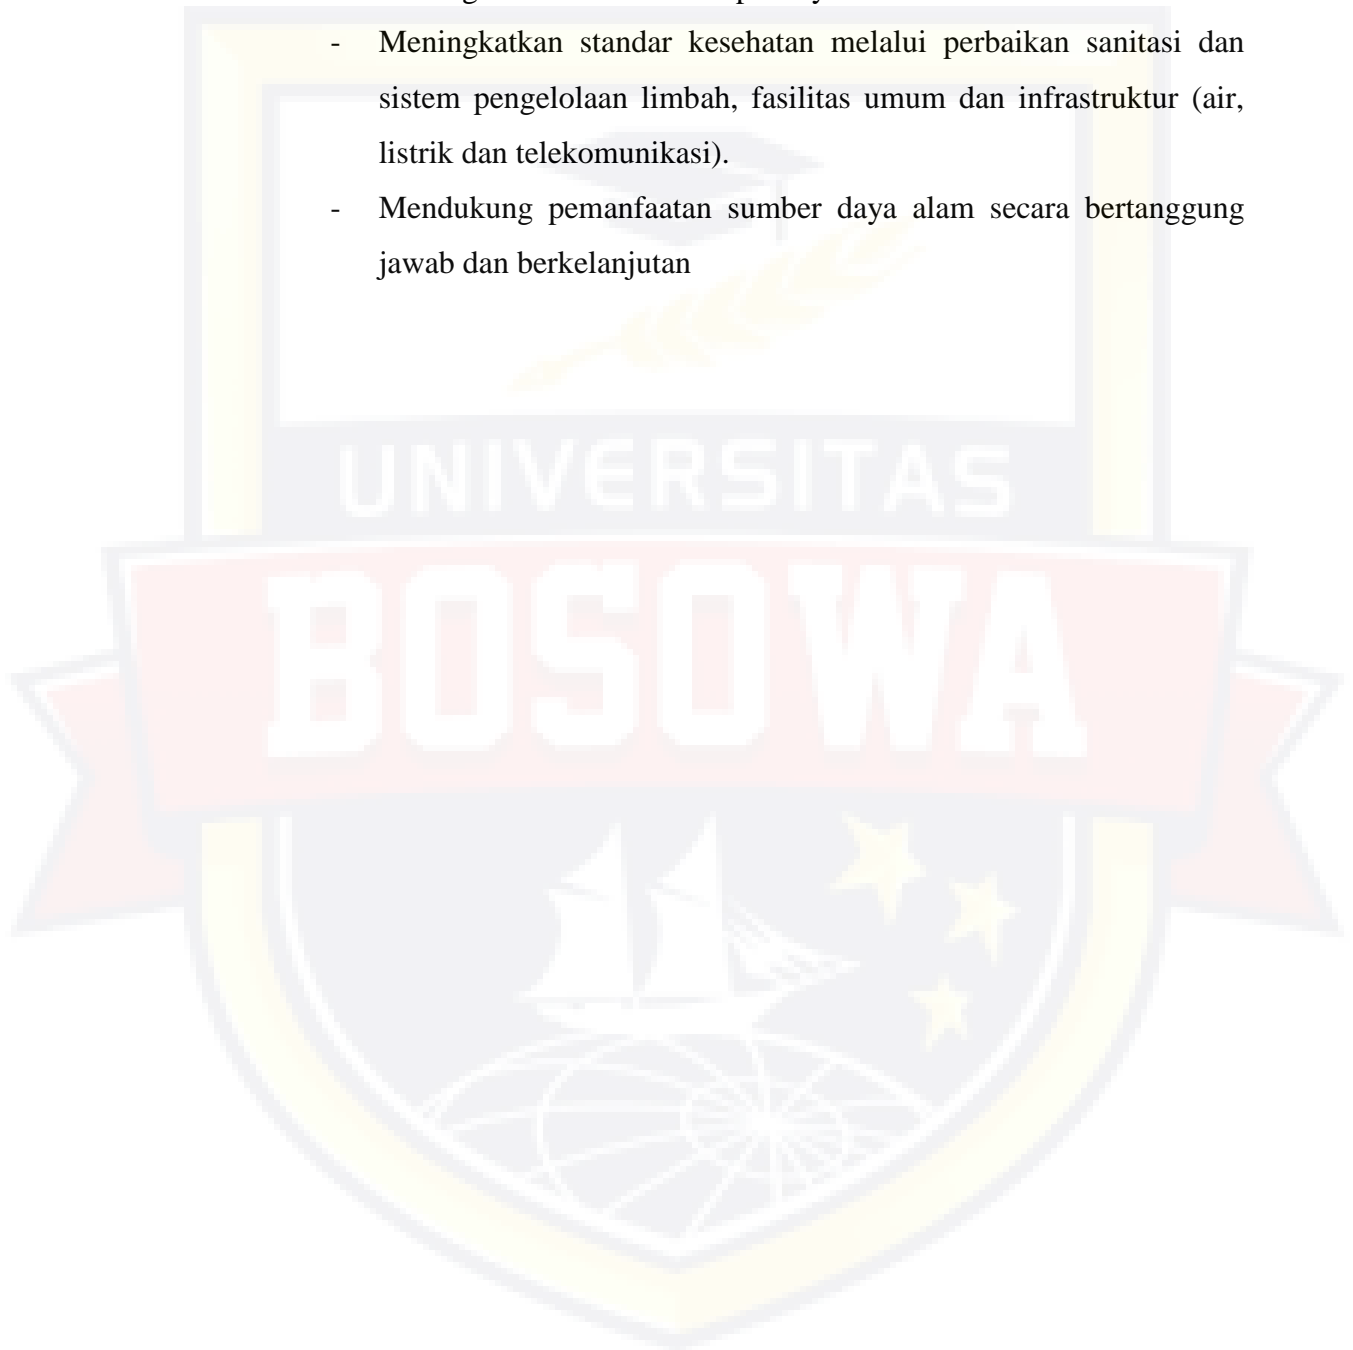 - Meningkatkan standar kesehatan melalui perbaikan sanitasi dan
sistem pengelolaan limbah, fasilitas umum dan infrastruktur (air,
listrik dan telekomunikasi).
- Mendukung pemanfaatan sumber daya alam secara bertanggung
jawab dan berkelanjutan
UNIVERSITAS
BOSOWA